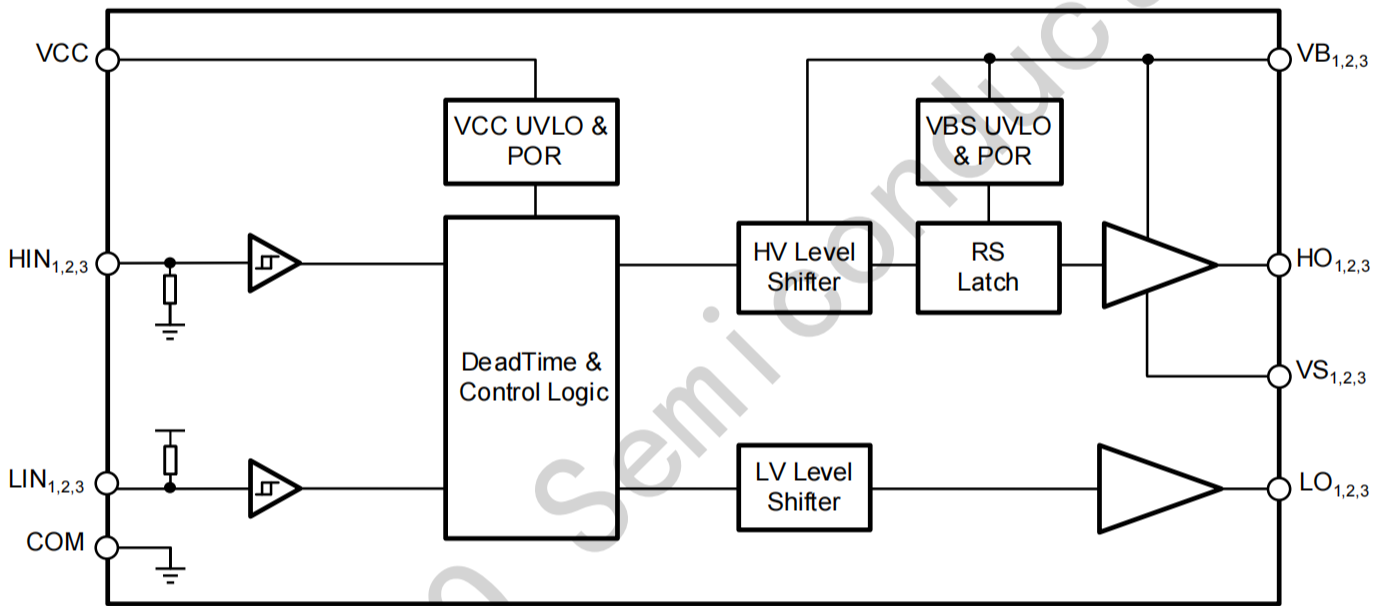 VCC
VB1,2,3
VCC UVLO &
POR
VBS UVLO
& POR
HIN1,2,3
HV Level
Shifter
RS
Latch
HO1,2,3
DeadTime &
Control Logic
VS1,2,3
LIN1,2,3
LV Level
Shifter
LO1,2,3
COM
Semiconduc